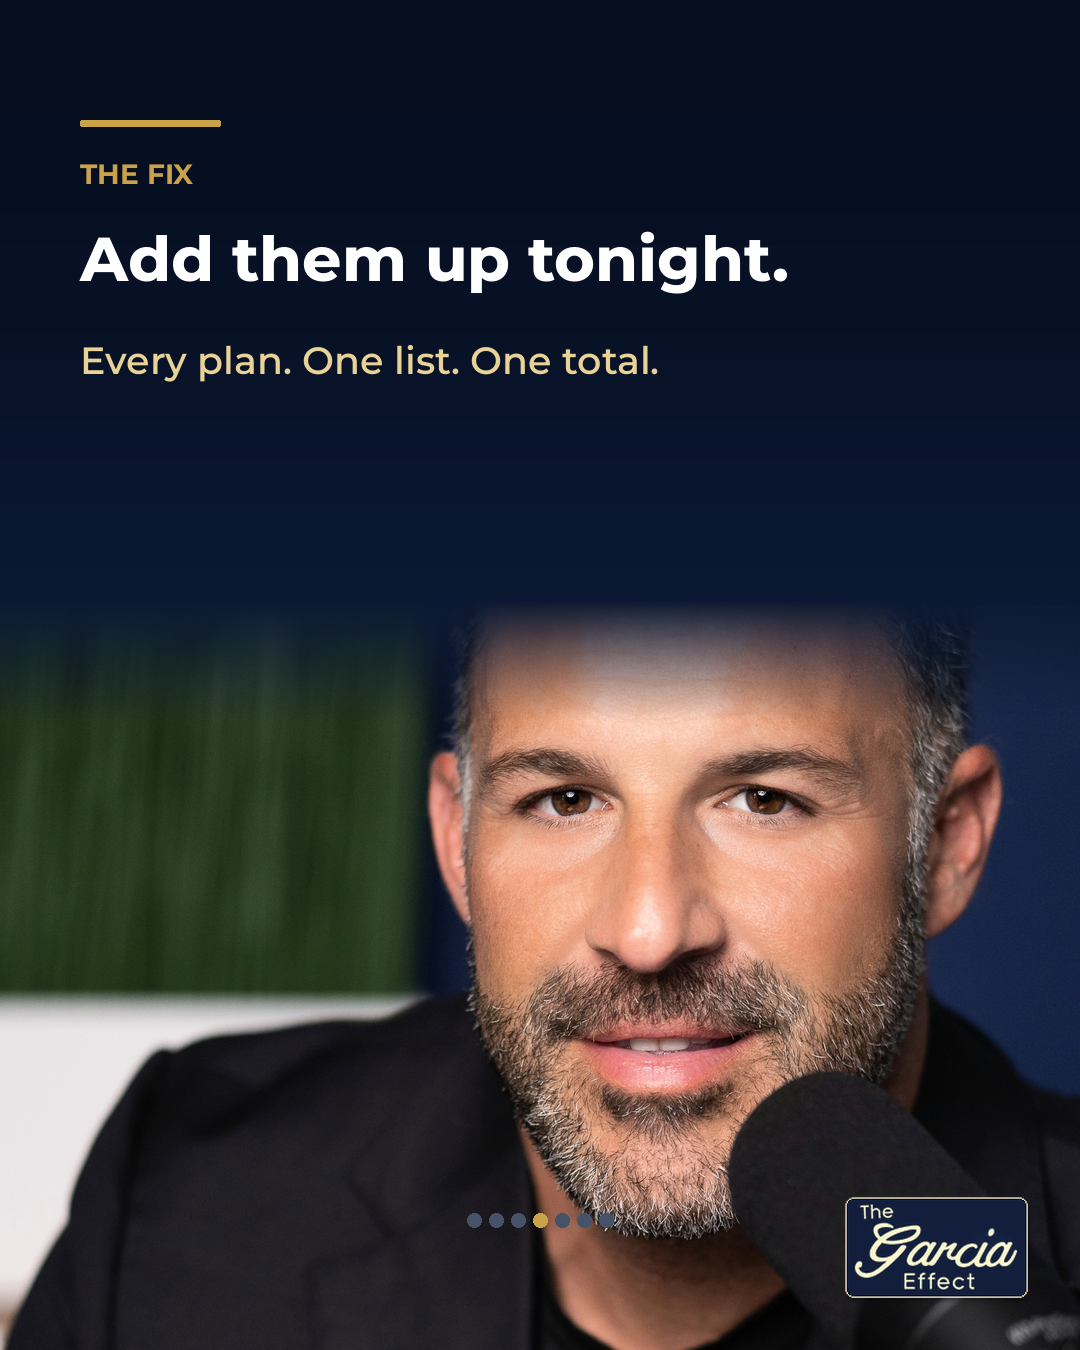 THE FIX
Add them up tonight.
Every plan. One list. One total.
The
Garcia
Effect